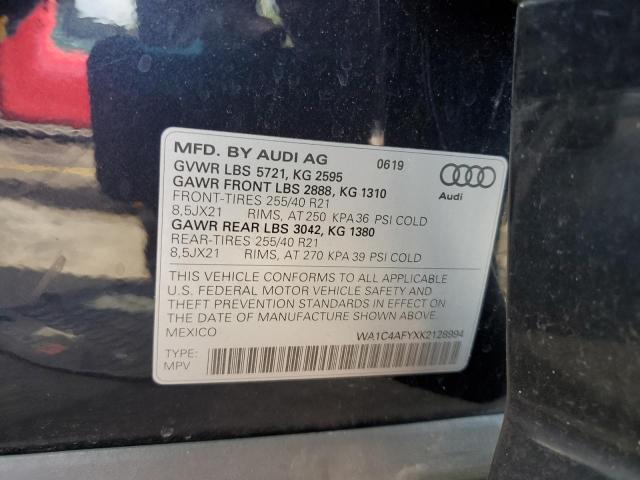 MFD. BY AUDI AG 0619
GVWR LBS 5721, KG 2595
GAWR FRONT LBS 2888, KG 1310
FRONT-TIRES 255/40 R21
8,5JX21 RIMS, AT 250 KPA 36 PSI COLD
GAWR REAR LBS 3042, KG 1380
REAR-TIRES 255/40 R21
8,5JX21 RIMS, AT 270 KPA 39 PSI COLD
Audi
THIS VEHICLE CONFORMS TO ALL APPLICABLE
U.S. FEDERAL MOTOR VEHICLE SAFETY AND
THEFT PREVENTION STANDARDS IN EFFECT ON
THE DATE OF MANUFACTURE SHOWN ABOVE.
MEXICO WA1C4AFYXK2128994
TYPE:
MPV